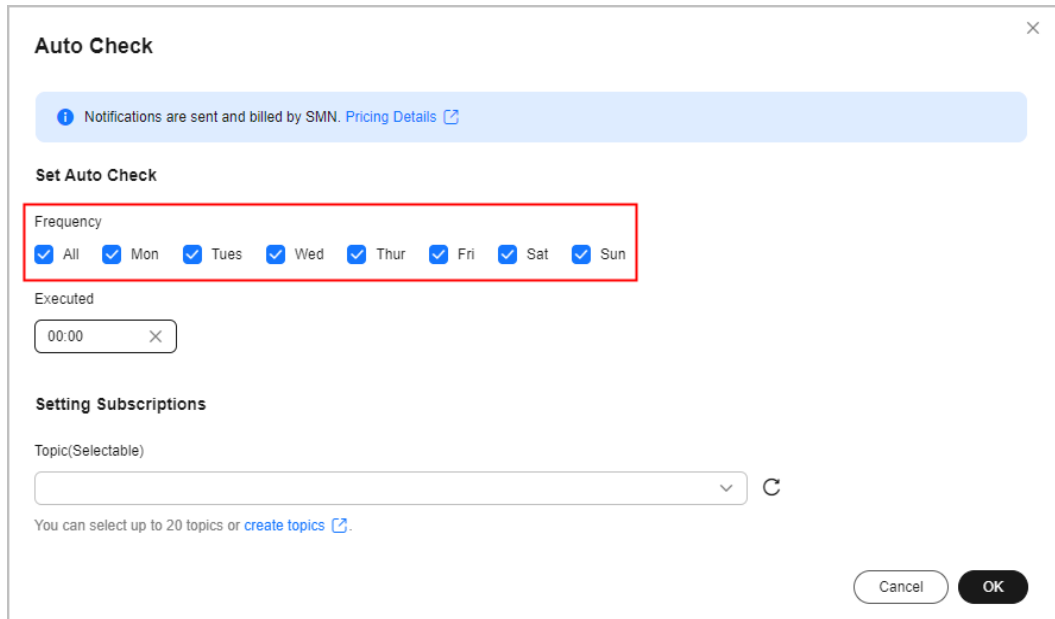 Auto Check
Notifications are sent and billed by SMN. Pricing Details
Set Auto Check
Frequency
All Mon Tues Wed Thur Fri Sat Sun
Executed
00:00
Setting Subscriptions
Topic(Selectable)
You can select up to 20 topics or create topics .
Cancel OK